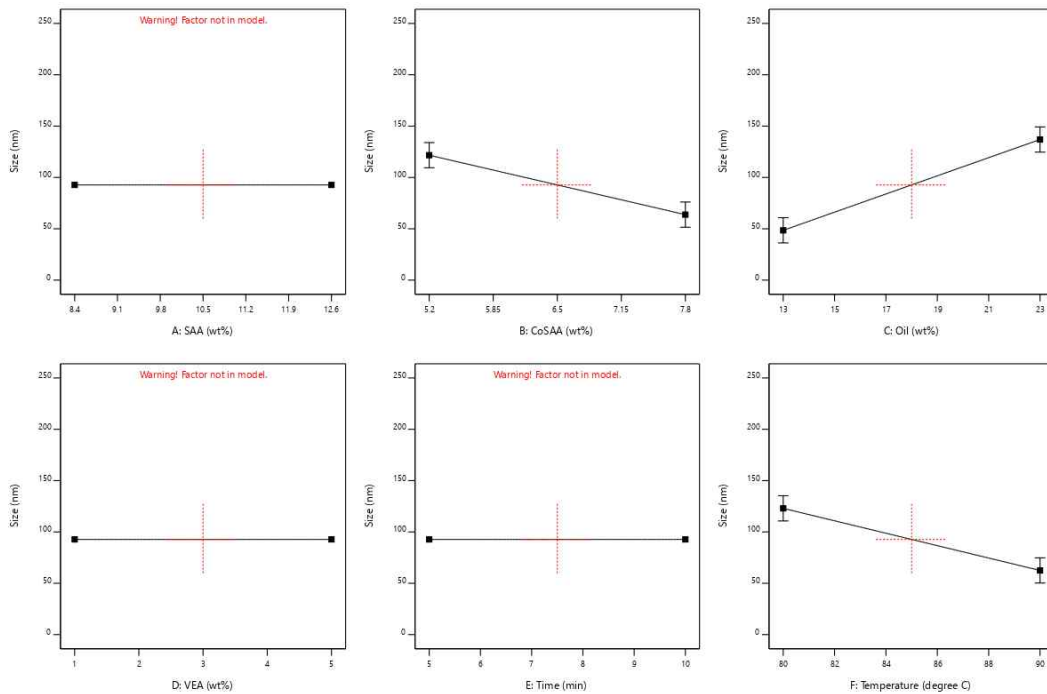 Warning! Factor not in model.
250
200
150
100
50
0
Size (nm)
8.4 9.1 9.8 10.5 11.2 11.9 12.6
A: SAA (wt%)
250
200
150
100
50
0
Size (nm)
5.2 5.85 6.5 7.15 7.8
B: CoSAA (wt%)
250
200
150
100
50
0
Size (nm)
13 15 17 19 21 23
C: Oil (wt%)
Warning! Factor not in model.
250
200
150
100
50
0
Size (nm)
1 2 3 4 5
D: VEA (wt%)
Warning! Factor not in model.
250
200
150
100
50
0
Size (nm)
5 6 7 8 9 10
E: Time (min)
250
200
150
100
50
0
Size (nm)
80 82 84 86 88 90
F: Temperature (degree C)